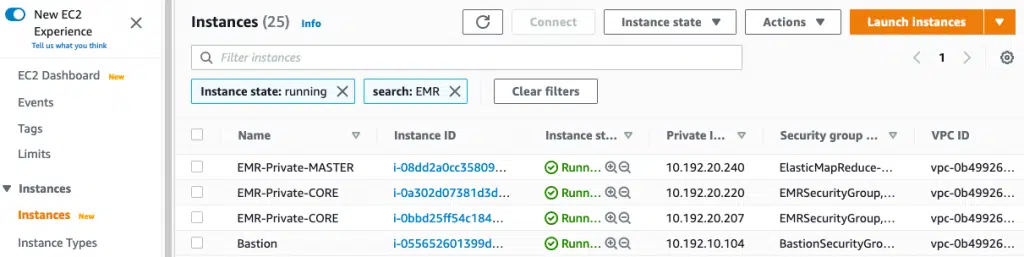 New EC2
Experience
Tell us what you think
EC2 Dashboard New
Events
Tags
Limits
Instances
Instances New
Instance Types
Instances (25) Info
Connect
Instance state
Actions
Launch instances
Filter instances
1
Instance state: running
search: EMR
Clear filters
Name Instance ID Instance st... Private I... Security group ... VPC ID
EMR-Private-MASTER i-08dd2a0cc35809... Runn... 10.192.20.240 ElasticMapReduce-... vpc-0b49926...
EMR-Private-CORE i-0a302d07381d3d... Runn... 10.192.20.220 EMRSecurityGroup,... vpc-0b49926...
EMR-Private-CORE i-0bbd25ff54c184... Runn... 10.192.20.207 EMRSecurityGroup,... vpc-0b49926...
Bastion i-055652601399d... Runn... 10.192.10.104 BastionSecurityGro... vpc-0b49926...